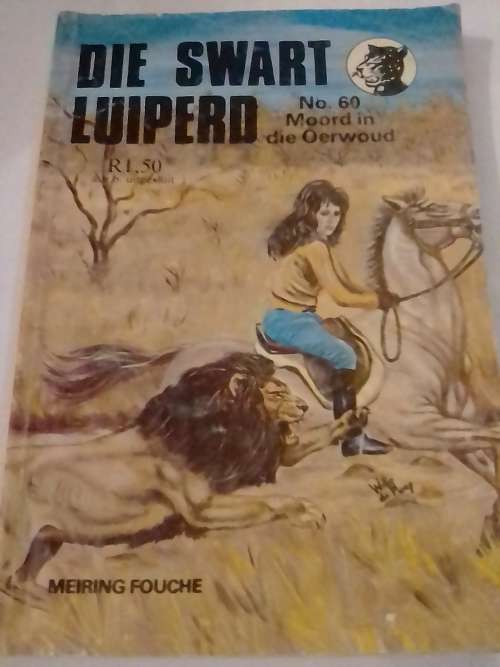 DIE SWART
LUIPERD
No. 60
Moord in
die Oerwoud
R1,50
MEIRING FOUCHE